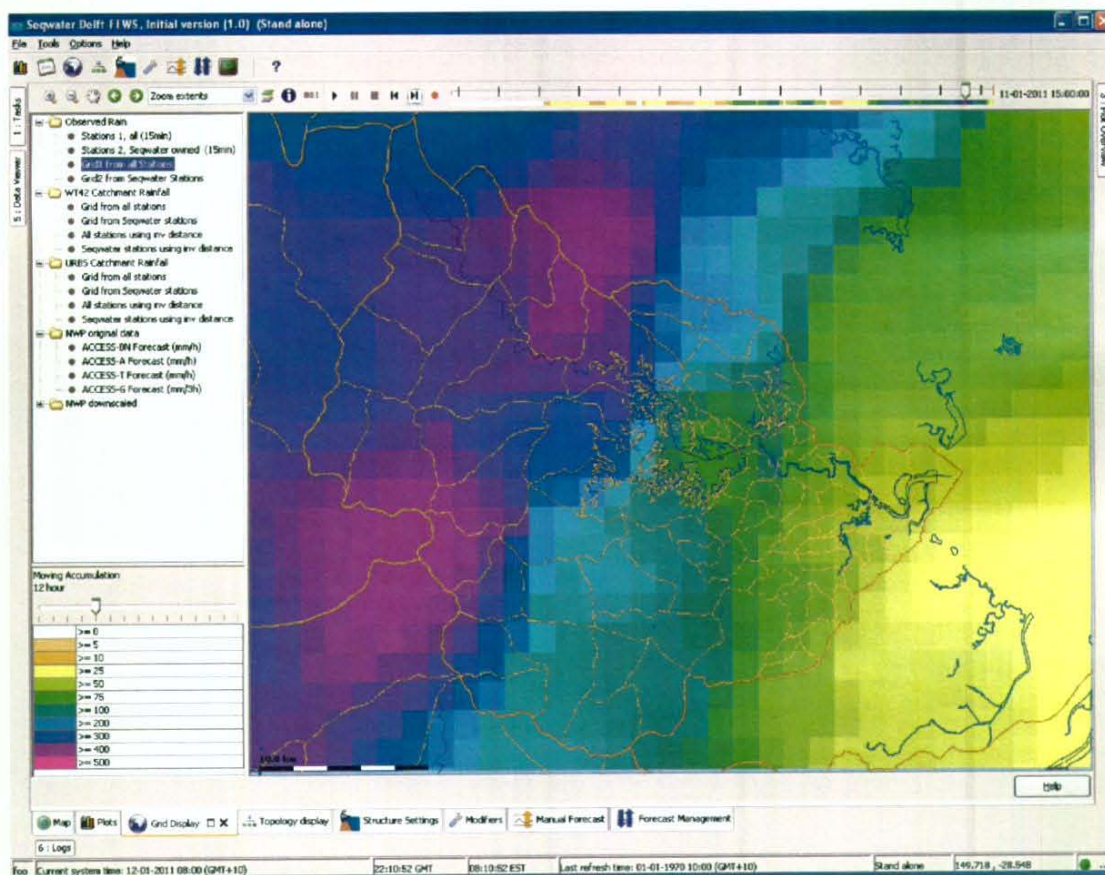 Seqwater Delft FEWS, Initial version (1.0) (Stand alone)
File Tools Options Help
?
Zoom extents
11-01-2011 15:00:00
1 : Tasks
5 : Data Viewer
3 : Plot Overview
Observed Rain
Stations 1, all (15min)
Stations 2, Seqwater owned (15min)
Grid1 from all Stations
Grid2 from Seqwater Stations
WT42 Catchment Rainfall
Grid from all stations
Grid from Seqwater stations
All stations using inv distance
Seqwater stations using inv distance
URBS Catchment Rainfall
Grid from all stations
Grid from Seqwater stations
All stations using inv distance
Seqwater stations using inv distance
NWP original data
ACCESS-BN Forecast (mm/h)
ACCESS-A Forecast (mm/h)
ACCESS-T Forecast (mm/h)
ACCESS-G Forecast (mm/3h)
NWP downscaled
Moving Accumulation
12 hour
>= 0
>= 5
>= 10
>= 25
>= 50
>= 75
>= 100
>= 200
>= 300
>= 400
>= 500
10.0 km
Help
Map Plots Grid Display Topology display Structure Settings Modifiers Manual Forecast Forecast Management
6 : Logs
foo Current system time: 12-01-2011 08:00 (GMT+10) 22:10:52 GMT 08:10:52 EST Last refresh time: 01-01-1970 10:00 (GMT+10) Stand alone 149.718 , -28.548